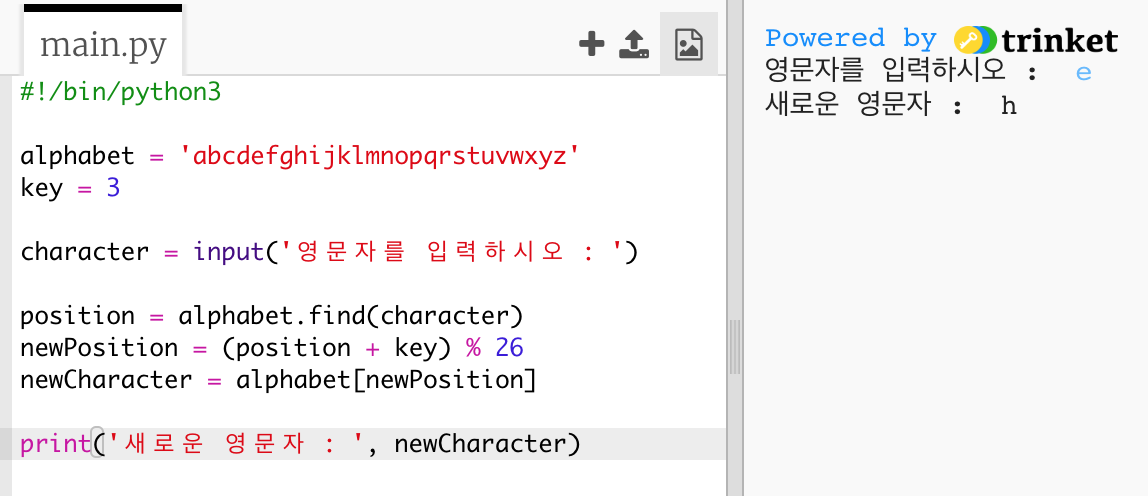 main.py
#!/bin/python3
alphabet = 'abcdefghijklmnopqrstuvwxyz'
key = 3
character = input('영문자를 입력하시오 : ')
position = alphabet.find(character)
newPosition = (position + key) % 26
newCharacter = alphabet[newPosition]
print('새로운 영문자 : ', newCharacter)
Powered by trinket
영문자를 입력하시오 : e
새로운 영문자 : h